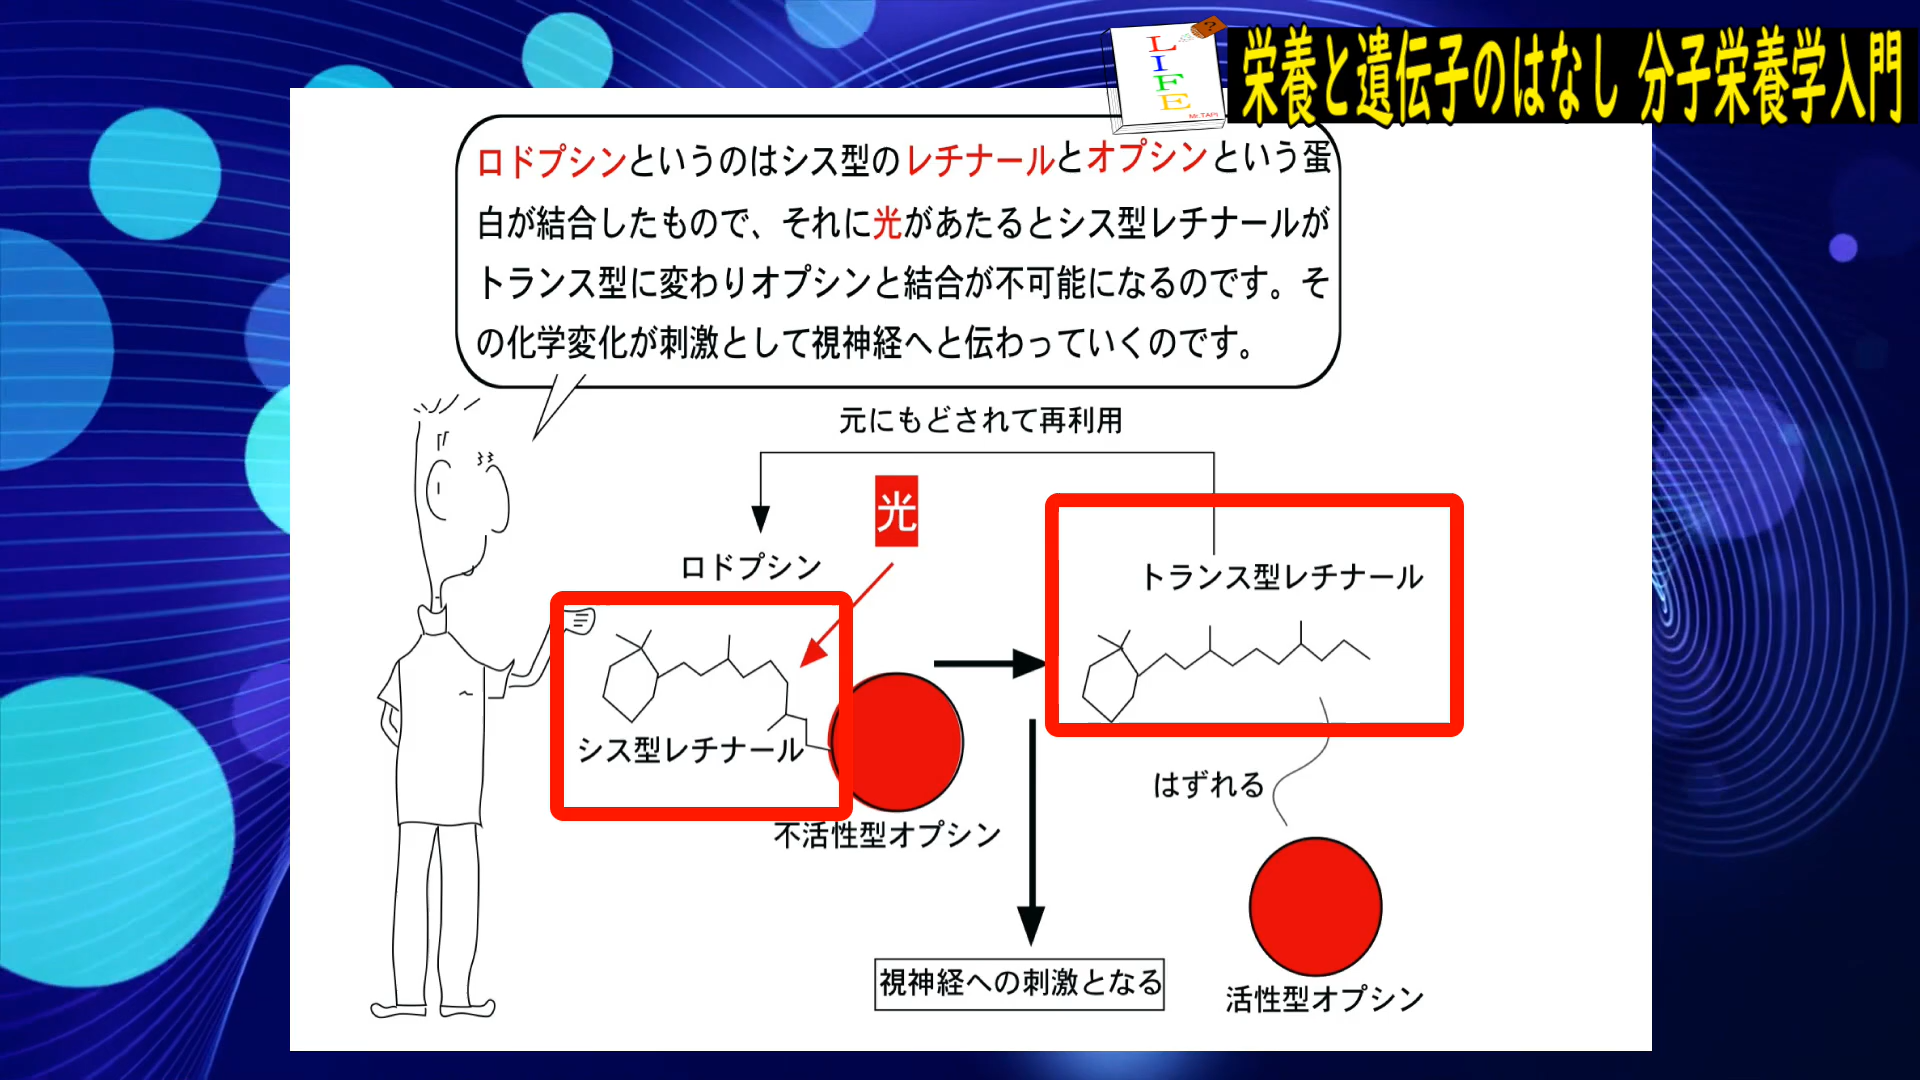 LIFE
Mr.TAPI
栄養と遺伝子のはなし 分子栄養学入門
ロドプシンというのはシス型のレチナールとオプシンという蛋
白が結合したもので、それに光があたるとシス型レチナールが
トランス型に変わりオプシンと結合が不可能になるのです。そ
の化学変化が刺激として視神経へと伝わっていくのです。
元にもどされて再利用
光
ロドプシン
トランス型レチナール
シス型レチナール
はずれる
不活性型オプシン
視神経への刺激となる
活性型オプシン